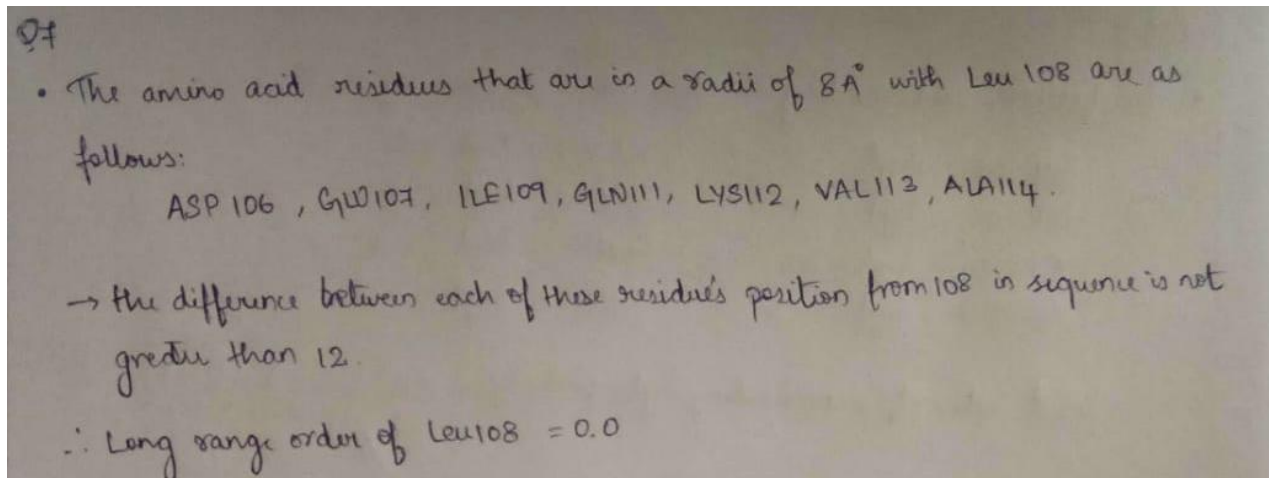 Q7
• The amino acid residues that are in a radii of 8A° with Leu 108 are as
follows:
ASP 106, GLU107, ILE109, GLN111, LYS112, VAL113, ALA114.
→ the difference between each of these residue's position from 108 in sequence is not
greater than 12.
∴ Long range order of Leu108 = 0.0